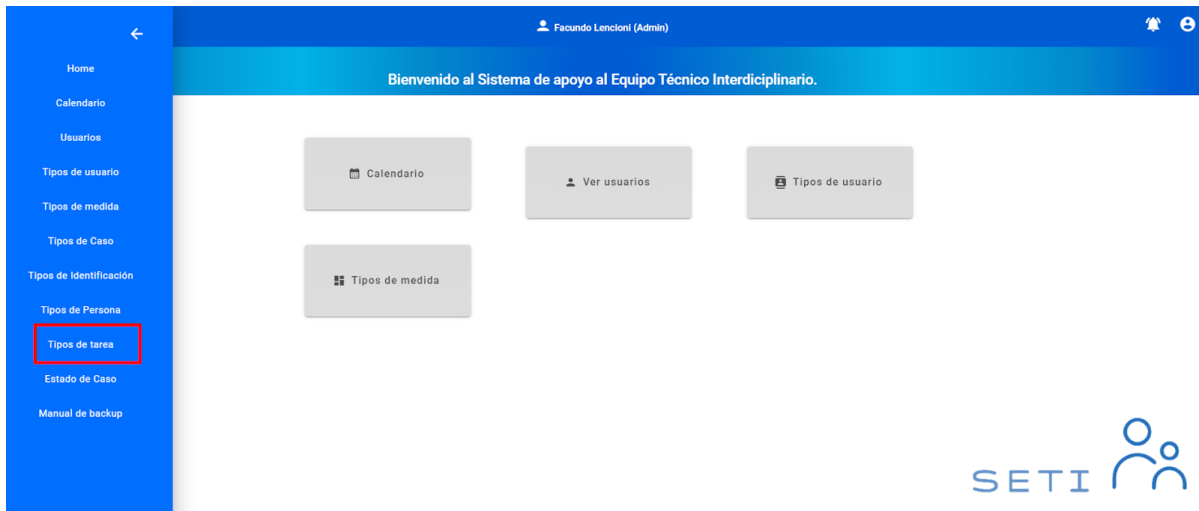 Facundo Lencioni (Admin)
Bienvenido al Sistema de apoyo al Equipo Técnico Interdiciplinario.
Home
Calendario
Usuarios
Tipos de usuario
Tipos de medida
Tipos de Caso
Tipos de Identificación
Tipos de Persona
Tipos de tarea
Estado de Caso
Manual de backup
Calendario
Ver usuarios
Tipos de usuario
Tipos de medida
SETI